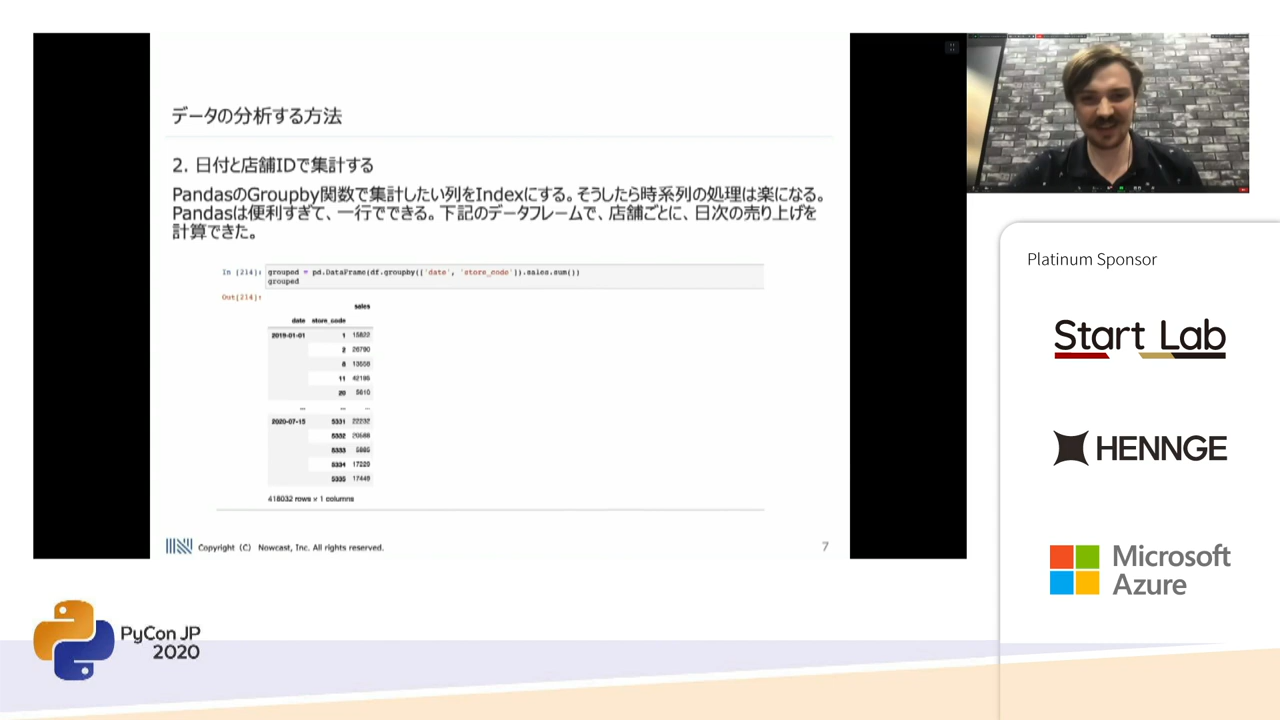 データの分析する方法
2. 日付と店舗IDで集計する
PandasのGroupby関数で集計したい列をIndexにする。そうしたら時系列の処理は楽になる。
Pandasは便利すぎて、一行でできる。下記のデータフレームで、店舗ごとに、日次の売り上げを
計算できた。
In [214]: grouped = pd.DataFrame(df.groupby(['date', 'store_code']).sales.sum())
grouped
Out[214]:
sales
date store_code
2019-01-01 1 15822
2 26790
11 42195
20 5610
... ... ...
2020-07-15 5331 22232
5332 20588
5333 5885
5334 17220
5335 17448
418032 rows × 1 columns
Copyright (C) Nowcast, Inc. All rights reserved.
7
Platinum Sponsor
Start Lab
HENNGE
Microsoft
Azure
PyCon JP
2020